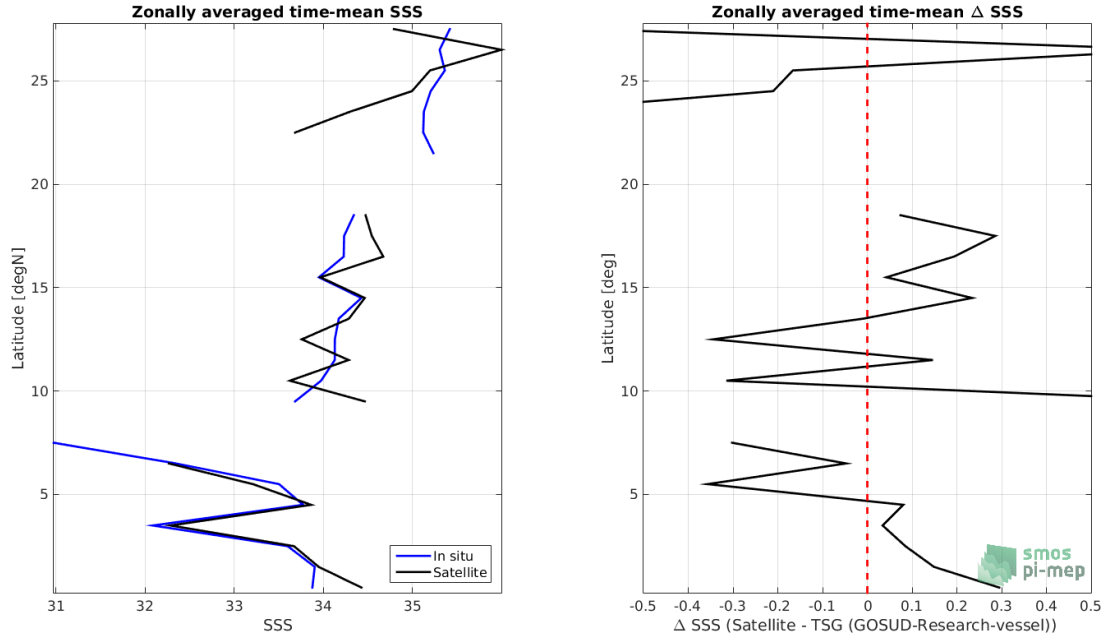 Zonally averaged time-mean SSS
25
20
15
10
5
31 32 33 34 35
SSS
Latitude [degN]
In situ
Satellite
Zonally averaged time-mean Δ SSS
25
20
15
10
5
-0.5 -0.4 -0.3 -0.2 -0.1 0 0.1 0.2 0.3 0.4 0.5
Δ SSS (Satellite - TSG (GOSUD-Research-vessel))
Latitude [deg]
smos
pi-mep